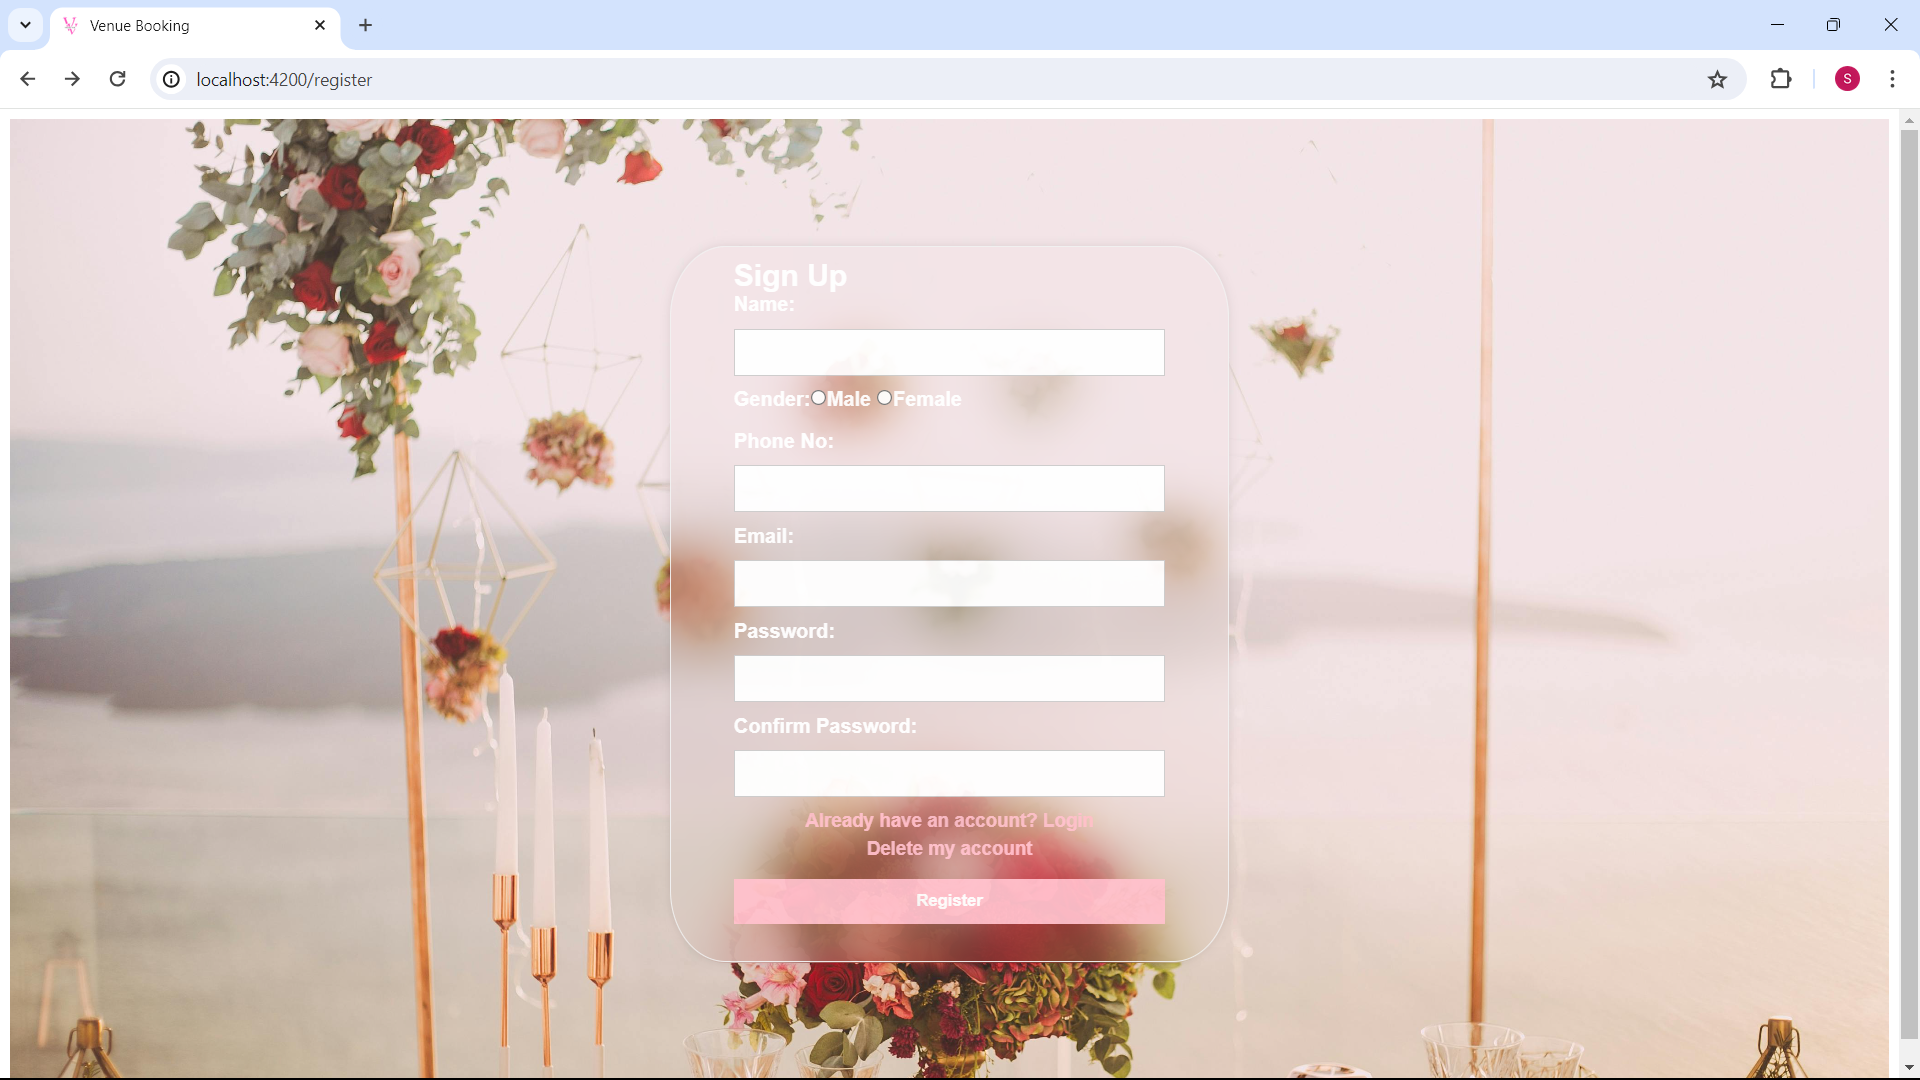 Venue Booking
localhost:4200/register
S
Sign Up
Name:
Gender: Male Female
Phone No:
Email:
Password:
Confirm Password:
Already have an account? Login
Delete my account
Register